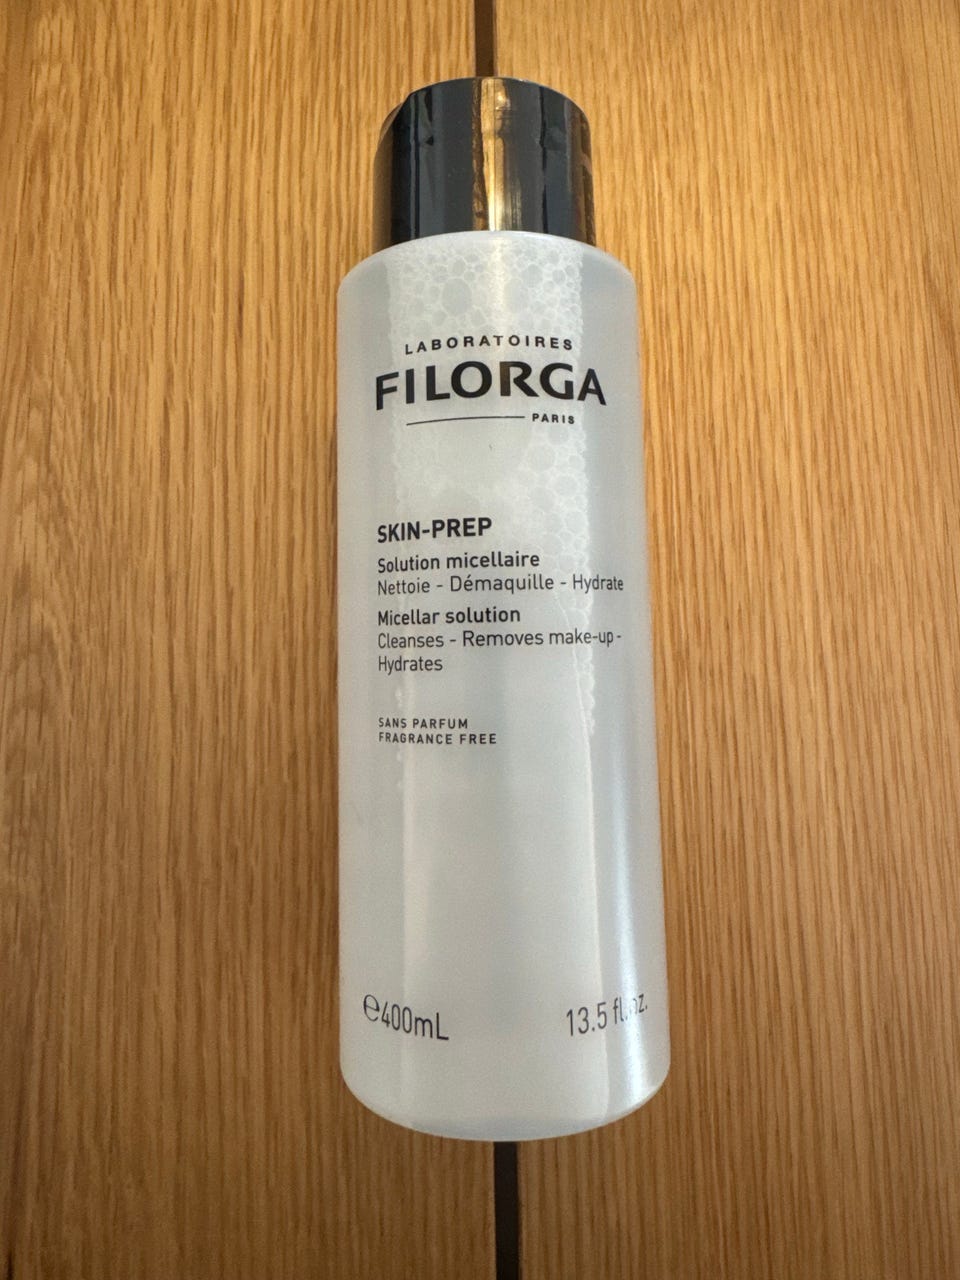 LABORATOIRES
FILORGA
PARIS
SKIN-PREP
Solution micellaire
Nettoie - Démaquille - Hydrate
Micellar solution
Cleanses - Removes make-up -
Hydrates
SANS PARFUM
FRAGRANCE FREE
℮400mL 13.5 fl.oz.